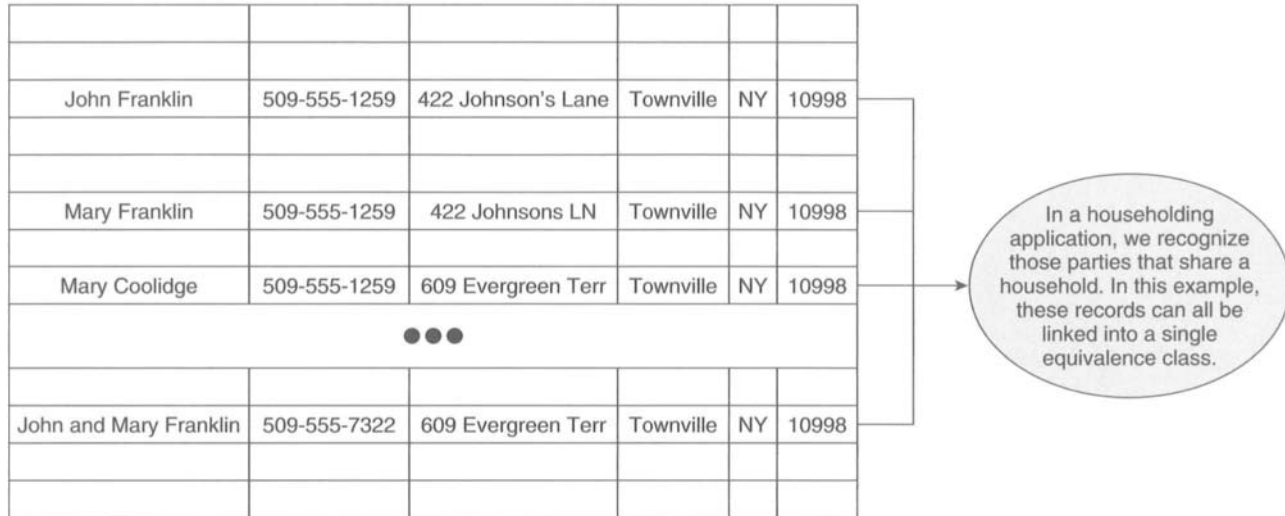 John Franklin 509-555-1259 422 Johnson's Lane Townville NY 10998
Mary Franklin 509-555-1259 422 Johnsons LN Townville NY 10998
Mary Coolidge 509-555-1259 609 Evergreen Terr Townville NY 10998
●●●
John and Mary Franklin 509-555-7322 609 Evergreen Terr Townville NY 10998
In a householding
application, we recognize
those parties that share a
household. In this example,
these records can all be
linked into a single
equivalence class.